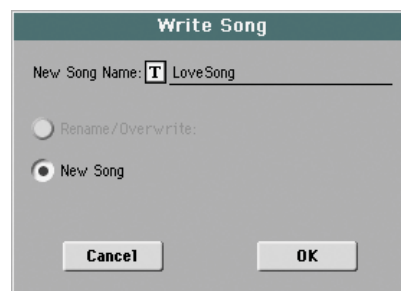 Write Song
New Song Name: T LoveSong
Rename/Overwrite:
New Song
Cancel OK